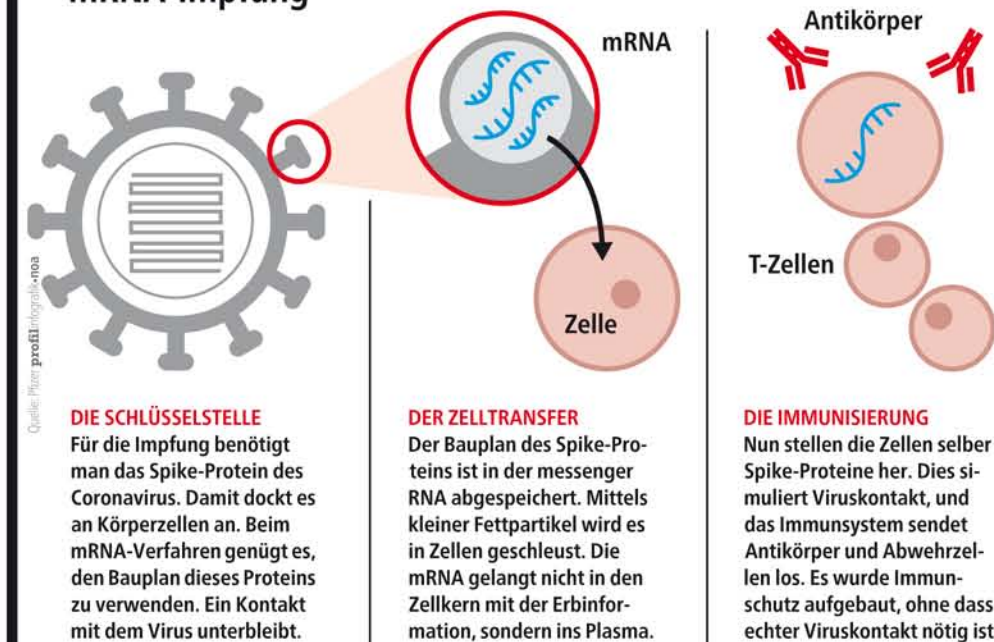 mRNA-Impfung
mRNA
Zelle
Antikörper
T-Zellen
Quelle: Pfizer profil infografik•noa
DIE SCHLÜSSELSTELLE
Für die Impfung benötigt
man das Spike-Protein des
Coronavirus. Damit dockt es
an Körperzellen an. Beim
mRNA-Verfahren genügt es,
den Bauplan dieses Proteins
zu verwenden. Ein Kontakt
mit dem Virus unterbleibt.
DER ZELLTRANSFER
Der Bauplan des Spike-Pro-
teins ist in der messenger
RNA abgespeichert. Mittels
kleiner Fettpartikel wird es
in Zellen geschleust. Die
mRNA gelangt nicht in den
Zellkern mit der Erbinfor-
mation, sondern ins Plasma.
DIE IMMUNISIERUNG
Nun stellen die Zellen selber
Spike-Proteine her. Dies si-
muliert Viruskontakt, und
das Immunsystem sendet
Antikörper und Abwehrzel-
len los. Es wurde Immun-
schutz aufgebaut, ohne dass
echter Viruskontakt nötig ist